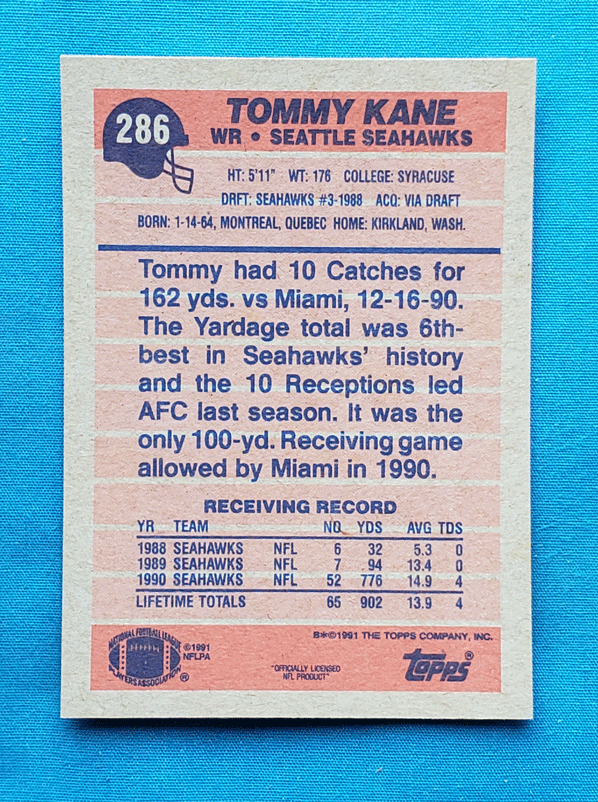 286
TOMMY KANE
WR • SEATTLE SEAHAWKS
HT: 5'11" WT: 176 COLLEGE: SYRACUSE
DRFT: SEAHAWKS #3-1988 ACQ: VIA DRAFT
BORN: 1-14-64, MONTREAL, QUEBEC HOME: KIRKLAND, WASH.
Tommy had 10 Catches for
162 yds. vs Miami, 12-16-90.
The Yardage total was 6th-
best in Seahawks' history
and the 10 Receptions led
AFC last season. It was the
only 100-yd. Receiving game
allowed by Miami in 1990.
RECEIVING RECORD
YR TEAM NO. YDS AVG TDS
1988 SEAHAWKS NFL 6 32 5.3 0
1989 SEAHAWKS NFL 7 94 13.4 0
1990 SEAHAWKS NFL 52 776 14.9 4
LIFETIME TOTALS 65 902 13.9 4
B*©1991 THE TOPPS COMPANY, INC.
NATIONAL FOOTBALL LEAGUE
PLAYERS ASSOCIATION ®
©1991
NFLPA
"OFFICIALLY LICENSED
NFL PRODUCT"
TOPPS®